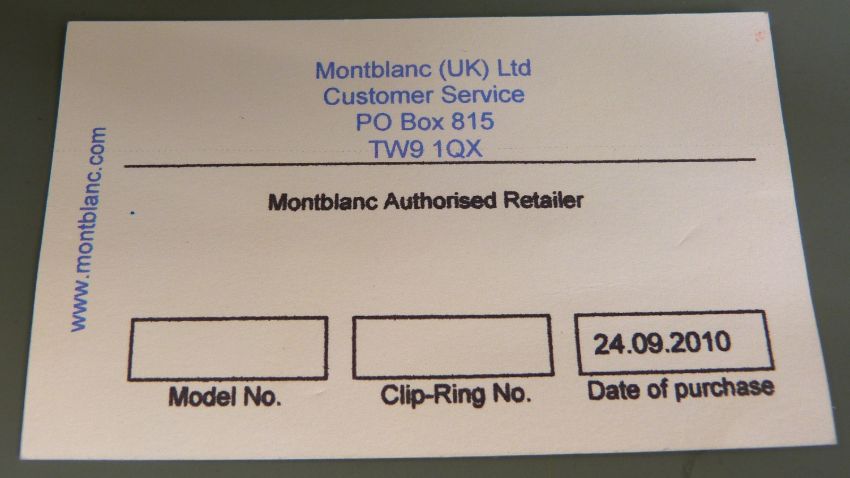 Montblanc (UK) Ltd
Customer Service
PO Box 815
TW9 1QX
www.montblanc.com
Montblanc Authorised Retailer
24.09.2010
Model No.
Clip-Ring No.
Date of purchase